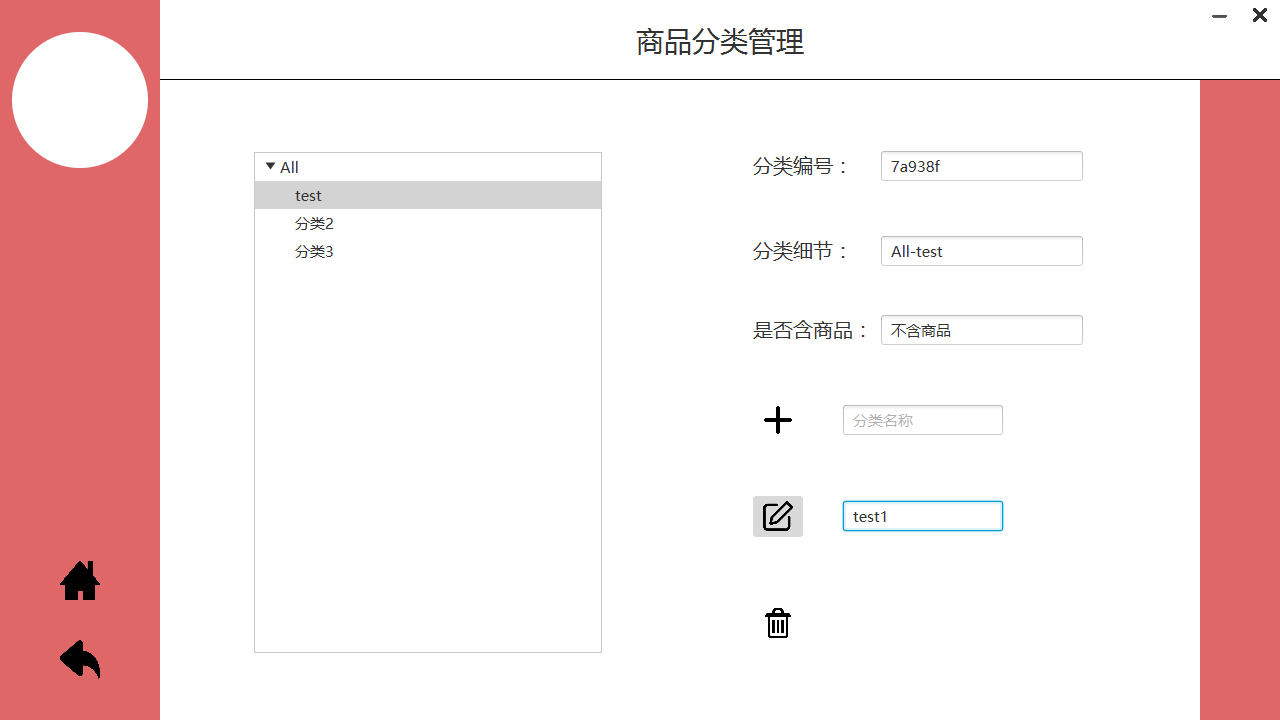 商品分类管理
All
test
分类2
分类3
分类编号：
7a938f
分类细节：
All-test
是否含商品：
不含商品
分类名称
test1